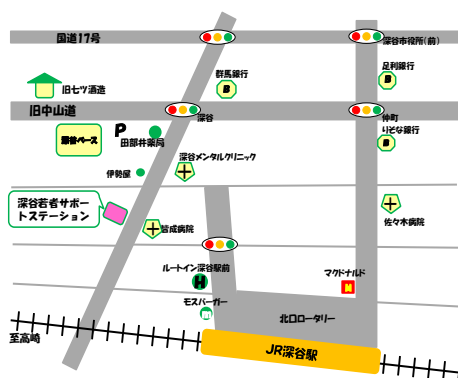 国道17号
深谷市役所(前)
群馬銀行
B
足利銀行
B
旧七ツ酒造
旧中山道
深谷
仲町
りそな銀行
B
深谷ベース
P
田部井薬局
深谷メンタルクリニック
伊勢屋
深谷若者サポー
トステーション
皆成病院
佐々木病院
ルートイン深谷駅前
H
マクドナルド
M
モスバーガー
M
北口ロータリー
至高崎
JR深谷駅